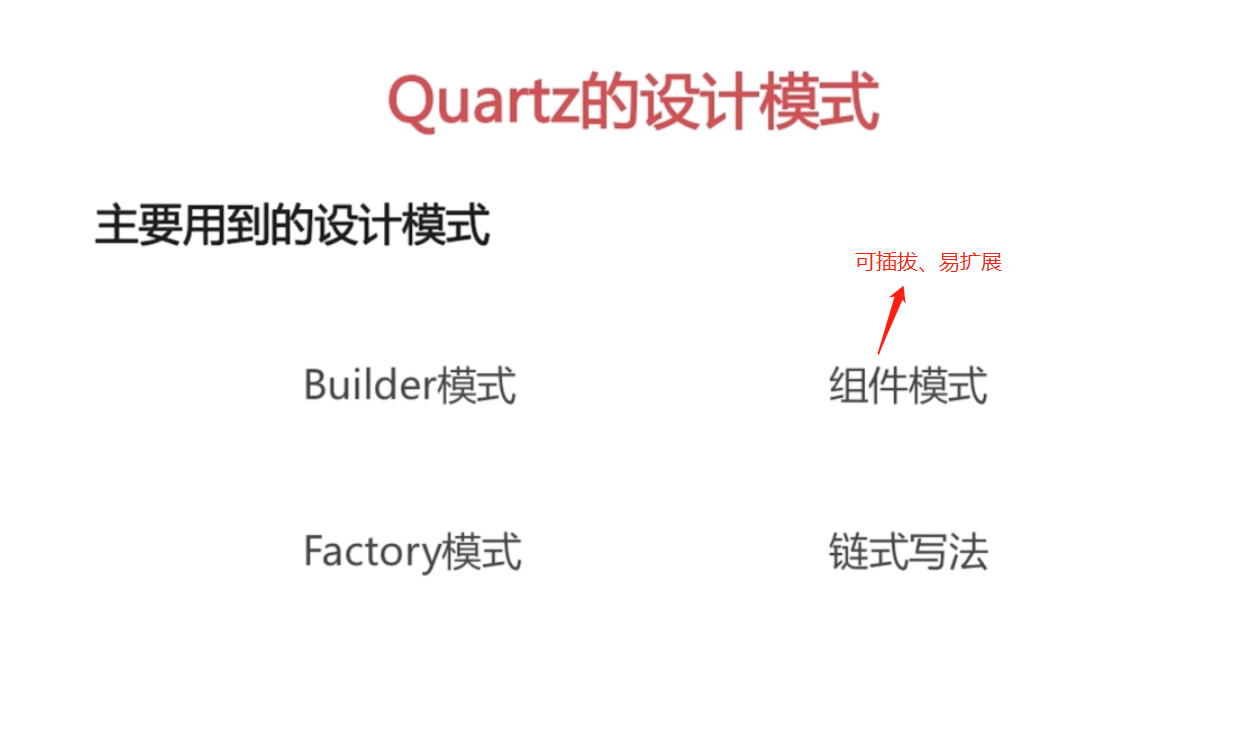 Quartz的设计模式
主要用到的设计模式
可插拔、易扩展
Builder模式
组件模式
Factory模式
链式写法